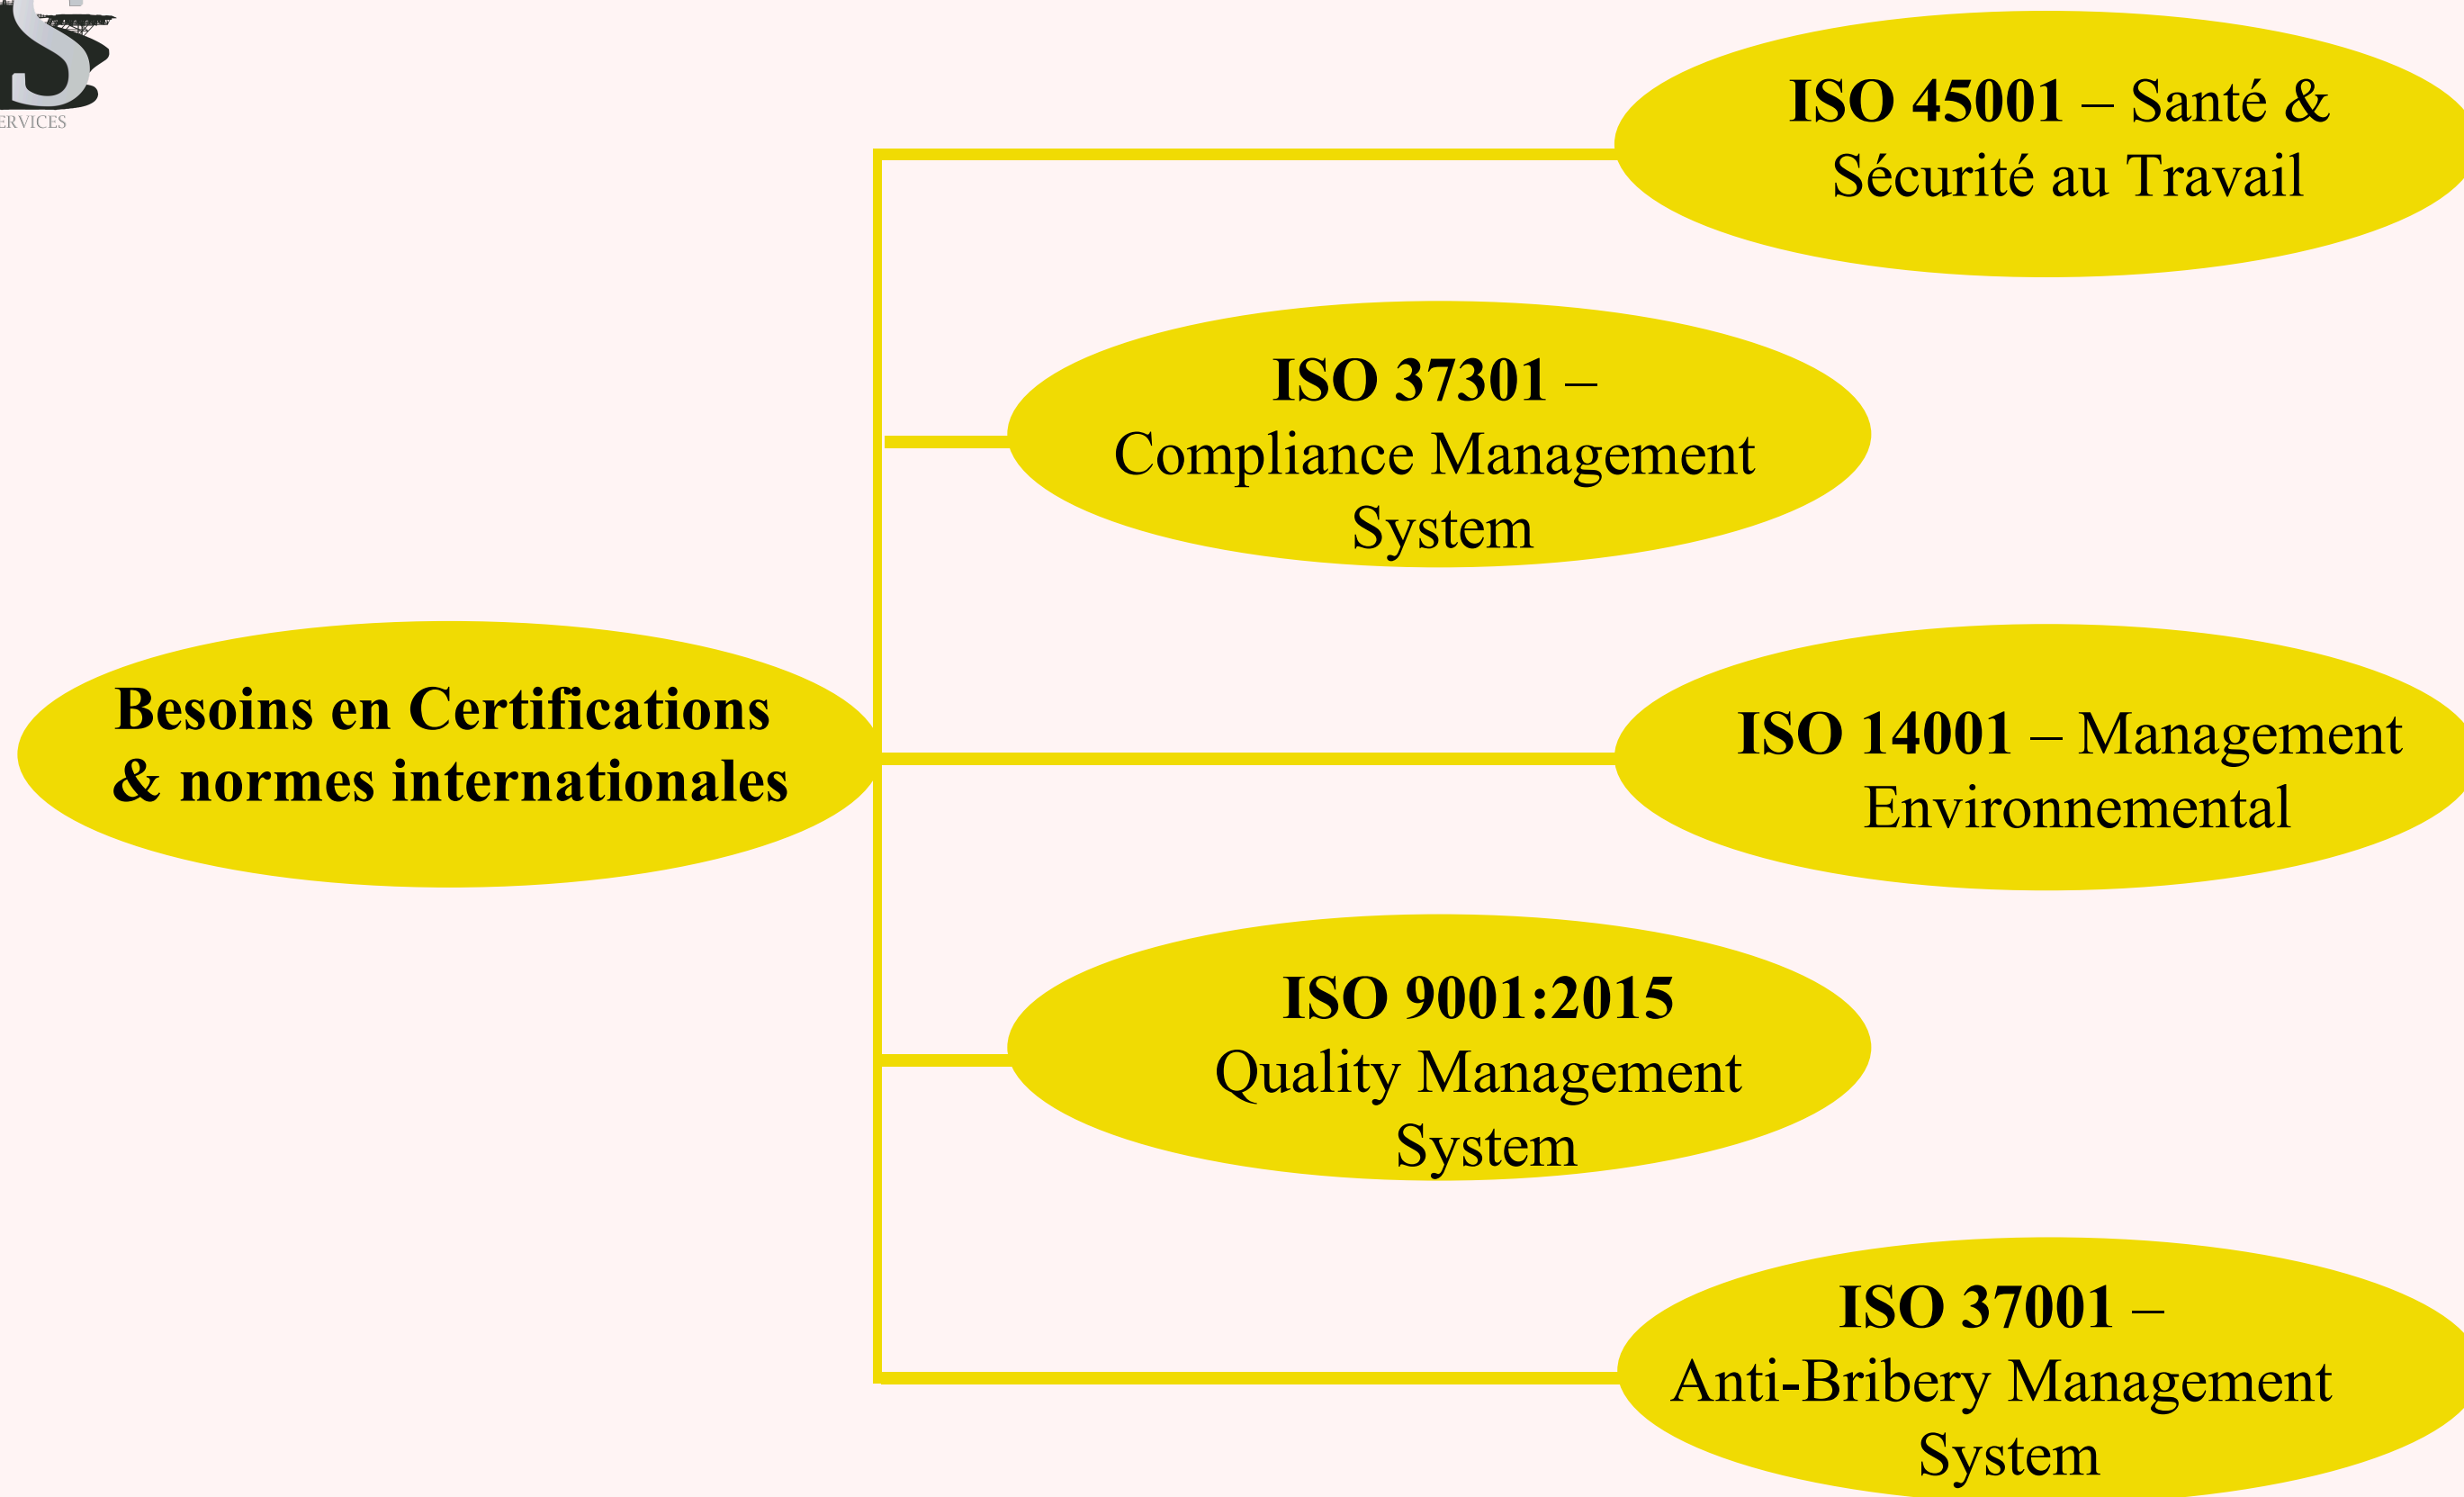 S
ERVICES
ISO 45001 – Santé &
Sécurité au Travail
ISO 37301 –
Compliance Management
System
Besoins en Certifications
& normes internationales
ISO 14001 – Management
Environnemental
ISO 9001:2015
Quality Management
System
ISO 37001 –
Anti-Bribery Management
System